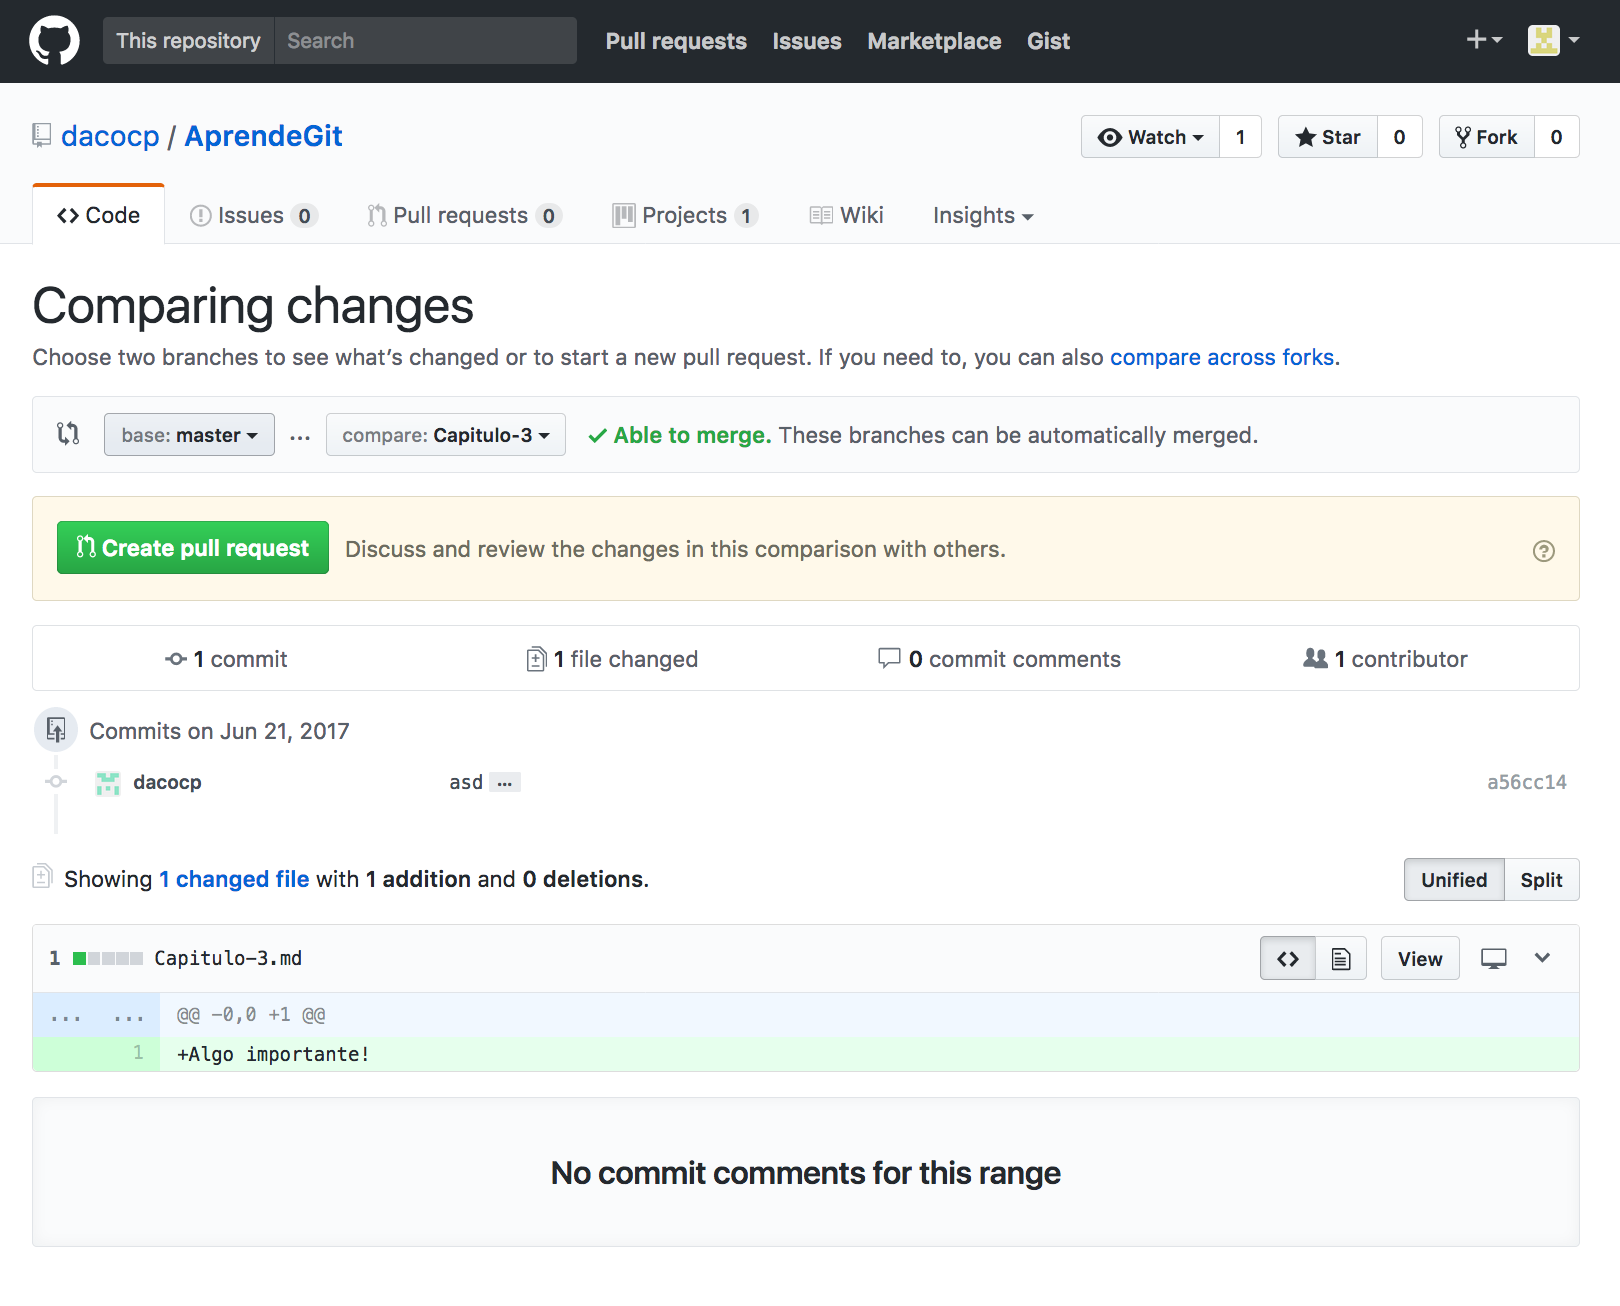 This repository Search Pull requests Issues Marketplace Gist
dacocp / AprendeGit Watch 1 Star 0 Fork 0
Code Issues 0 Pull requests 0 Projects 1 Wiki Insights
Comparing changes
Choose two branches to see what’s changed or to start a new pull request. If you need to, you can also compare across forks.
base: master ... compare: Capitulo-3 Able to merge. These branches can be automatically merged.
Create pull request Discuss and review the changes in this comparison with others.
1 commit 1 file changed 0 commit comments 1 contributor
Commits on Jun 21, 2017
dacocp asd … a56cc14
Showing 1 changed file with 1 addition and 0 deletions. Unified Split
1 Capitulo-3.md View
... ... @@ -0,0 +1 @@
1 +Algo importante!
No commit comments for this range